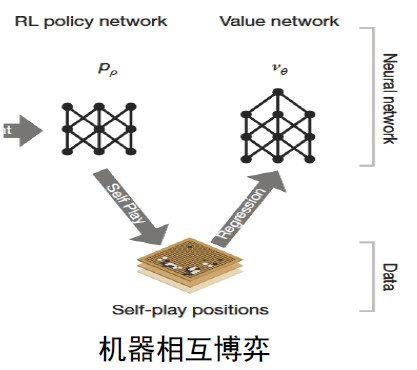 RL policy network
Value network
Neural network
pρ
vθ
nt
Self Play
Regression
Data
Self-play positions
机器相互博弈